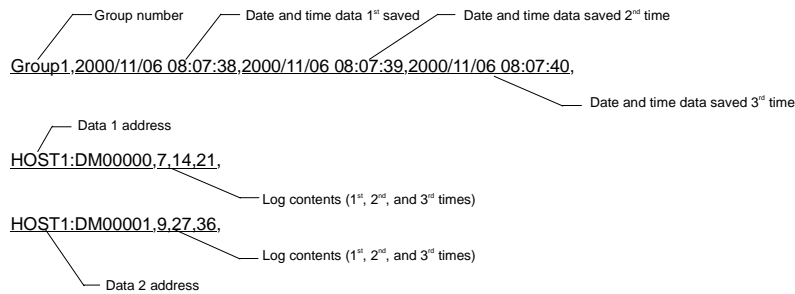 Group number
Date and time data 1st saved
Date and time data saved 2nd time
Group1,2000/11/06 08:07:38,2000/11/06 08:07:39,2000/11/06 08:07:40,
Date and time data saved 3rd time
Data 1 address
HOST1:DM00000,7,14,21,
Log contents (1st, 2nd, and 3rd times)
HOST1:DM00001,9,27,36,
Log contents (1st, 2nd, and 3rd times)
Data 2 address